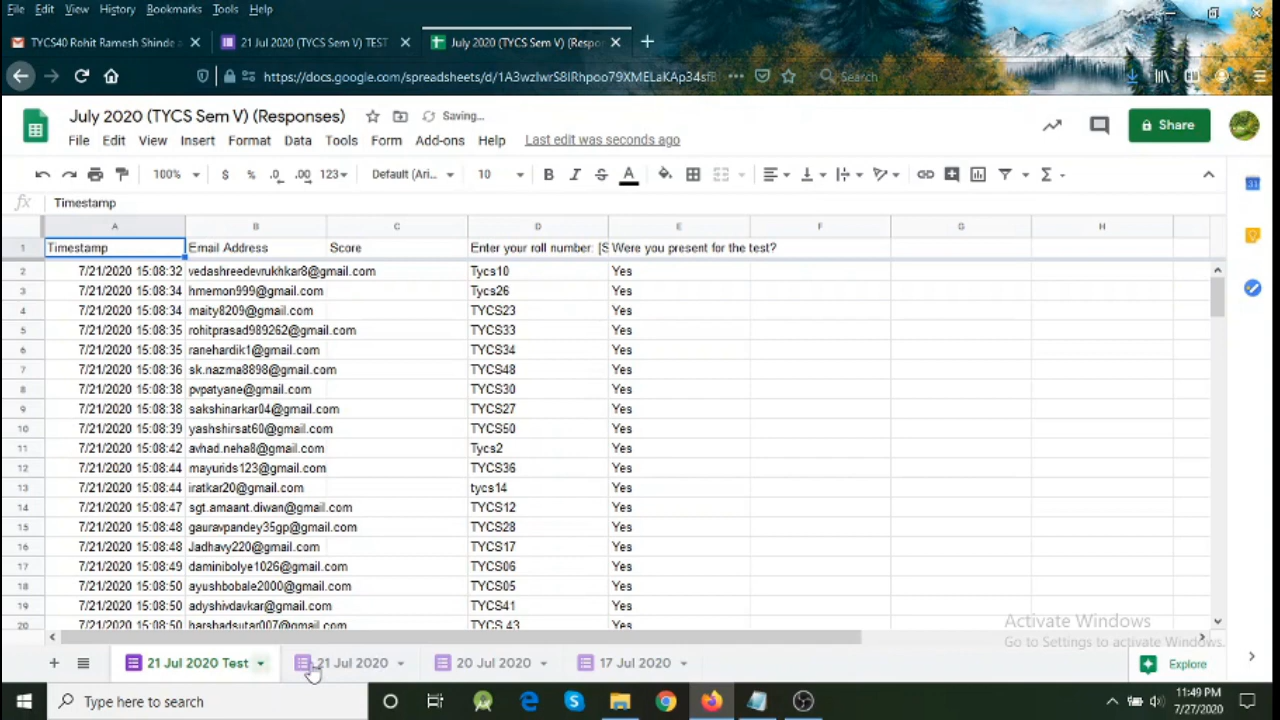 File Edit View History Bookmarks Tools Help
TYCS40 Rohit Ramesh Shinde
21 Jul 2020 (TYCS Sem V) TEST
July 2020 (TYCS Sem V) (Respo
Search
July 2020 (TYCS Sem V) (Responses)
Saving...
Share
File Edit View Insert Format Data Tools Form Add-ons Help Last edit was seconds ago
100% $ % .0 .00 123 Default (Ari... 10 B I S A
fx Timestamp
A B C D E F G H
1 Timestamp Email Address Score Enter your roll number: [S Were you present for the test?
2 7/21/2020 15:08:32 vedashreedevrukhkar8@gmail.com Tycs10 Yes
3 7/21/2020 15:08:34 hmemon999@gmail.com Tycs26 Yes
4 7/21/2020 15:08:34 maity8209@gmail.com TYCS23 Yes
5 7/21/2020 15:08:35 rohitprasad989262@gmail.com TYCS33 Yes
6 7/21/2020 15:08:35 ranehardik1@gmail.com TYCS34 Yes
7 7/21/2020 15:08:36 sk.nazma8898@gmail.com TYCS48 Yes
8 7/21/2020 15:08:38 pvpatyane@gmail.com TYCS30 Yes
9 7/21/2020 15:08:38 sakshinarkar04@gmail.com TYCS27 Yes
10 7/21/2020 15:08:39 yashshirsat60@gmail.com TYCS50 Yes
11 7/21/2020 15:08:42 avhad.neha8@gmail.com Tycs2 Yes
12 7/21/2020 15:08:44 mayurids123@gmail.com TYCS36 Yes
13 7/21/2020 15:08:44 iratkar20@gmail.com tycs14 Yes
14 7/21/2020 15:08:47 sgt.amaant.diwan@gmail.com TYCS12 Yes
15 7/21/2020 15:08:48 gauravpandey35gp@gmail.com TYCS28 Yes
16 7/21/2020 15:08:48 Jadhavy220@gmail.com TYCS17 Yes
17 7/21/2020 15:08:49 daminibolye1026@gmail.com TYCS06 Yes
18 7/21/2020 15:08:50 ayushbobale2000@gmail.com TYCS05 Yes
19 7/21/2020 15:08:50 adyshivdavkar@gmail.com TYCS41 Yes
20 7/21/2020 15:08:50 harshadsutar007@gmail.com TYCS 43 Yes
Activate Windows
Go to Settings to activate Windows.
21 Jul 2020 Test 21 Jul 2020 20 Jul 2020 17 Jul 2020 Explore
Type here to search
11:49 PM
7/27/2020